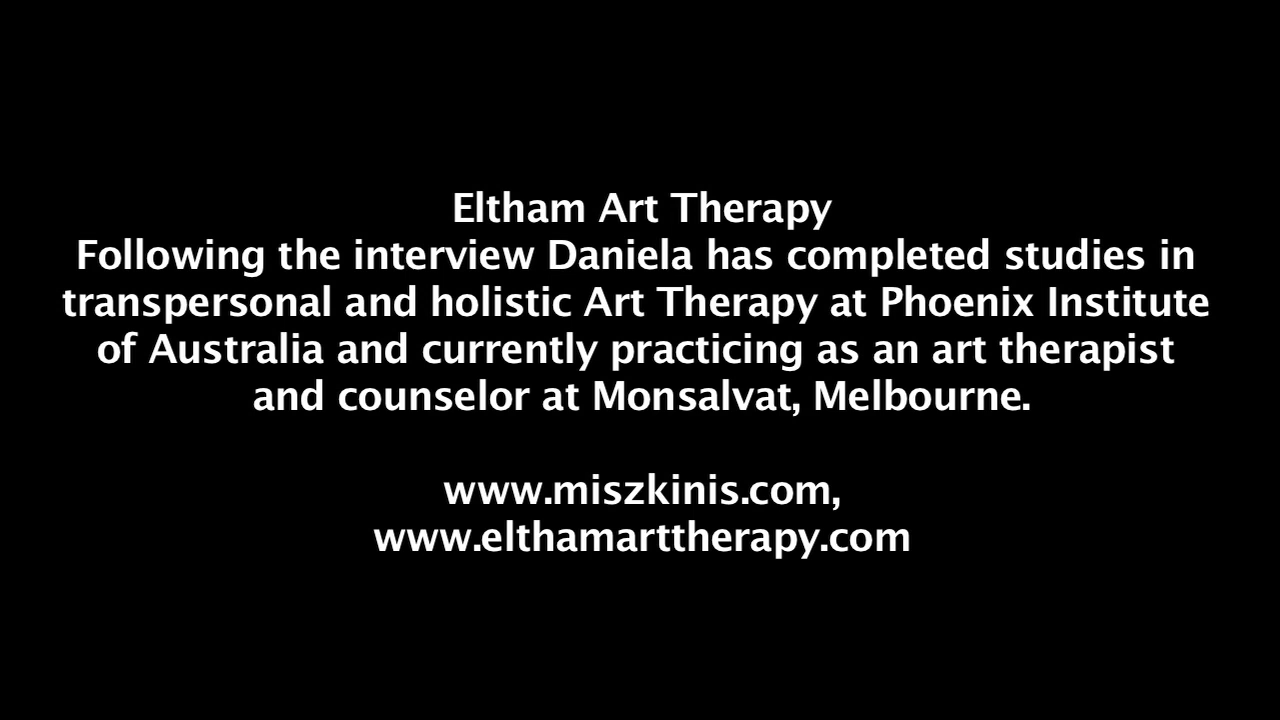 Eltham Art Therapy
Following the interview Daniela has completed studies in
transpersonal and holistic Art Therapy at Phoenix Institute
of Australia and currently practicing as an art therapist
and counselor at Monsalvat, Melbourne.
www.miszkinis.com,
www.elthamarttherapy.com